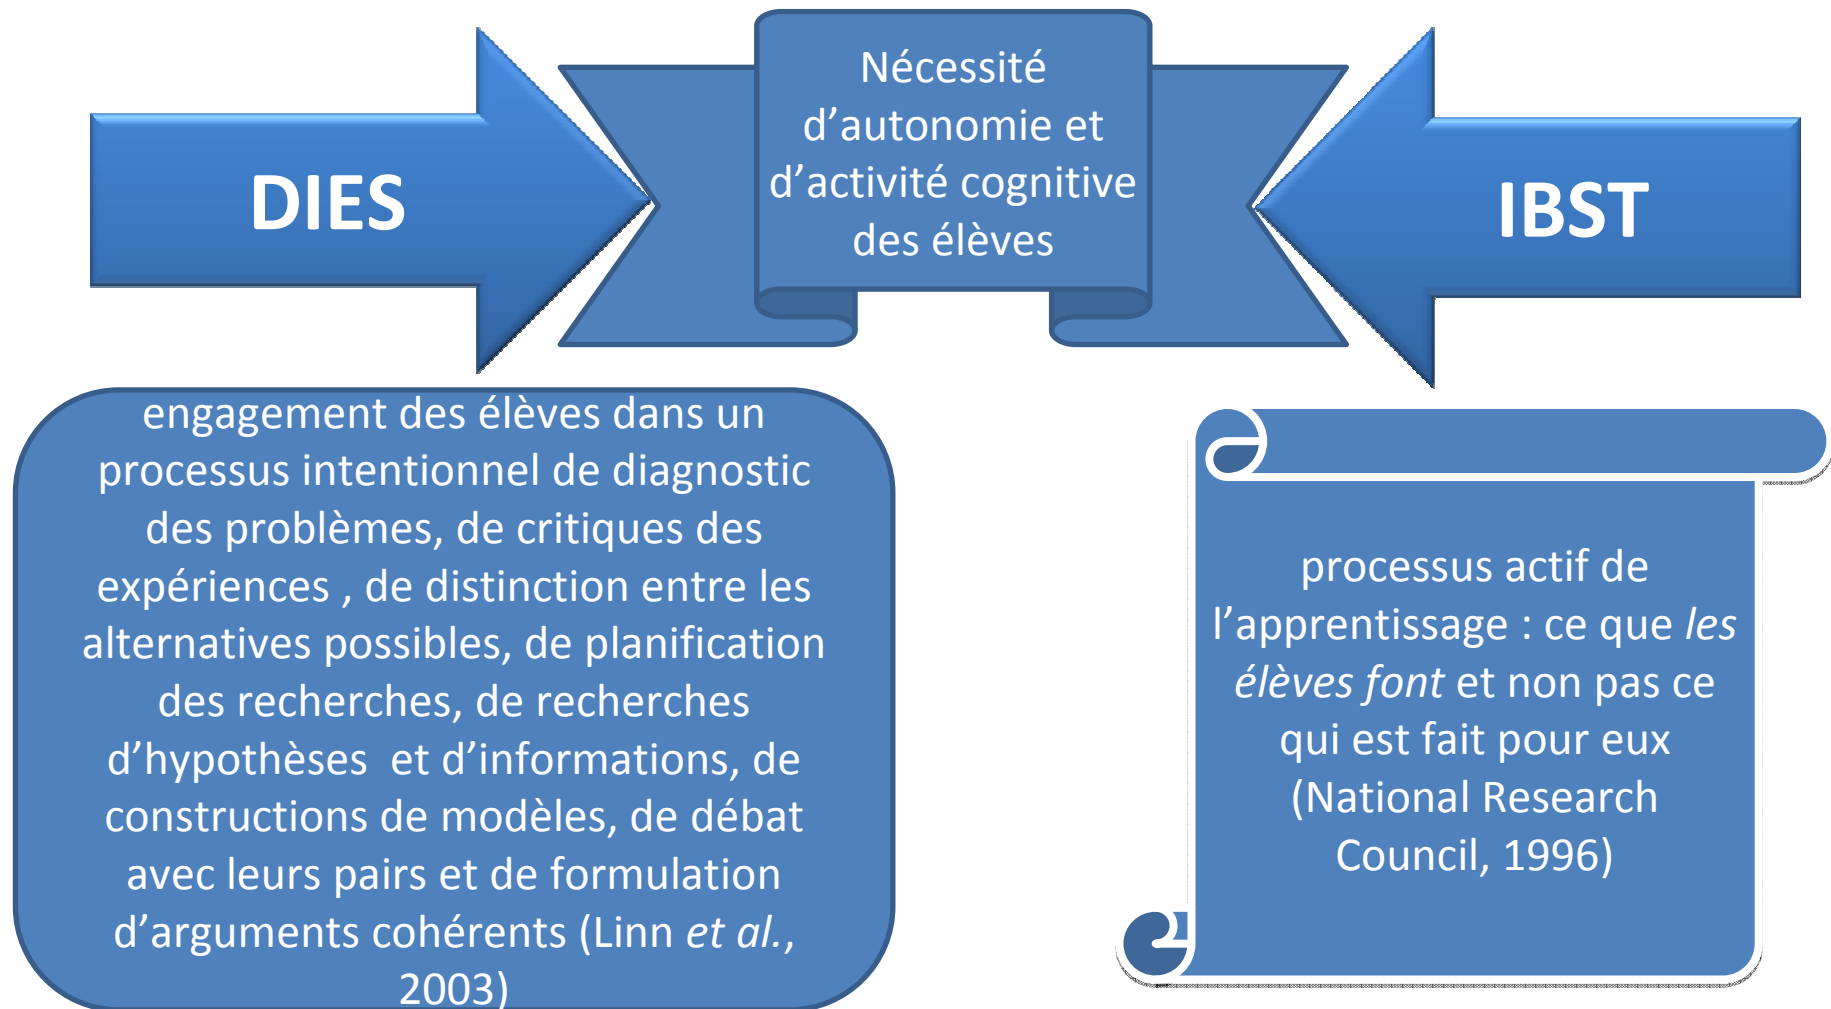 DIES
Nécessité
d’autonomie et
d’activité cognitive
des élèves
IBST
engagement des élèves dans un
processus intentionnel de diagnostic
des problèmes, de critiques des
expériences , de distinction entre les
alternatives possibles, de planification
des recherches, de recherches
d’hypothèses  et d’informations, de
constructions de modèles, de débat
avec leurs pairs et de formulation
d’arguments cohérents (Linn et al.,
2003)
processus actif de
l’apprentissage : ce que les
élèves font et non pas ce
qui est fait pour eux
(National Research
Council, 1996)